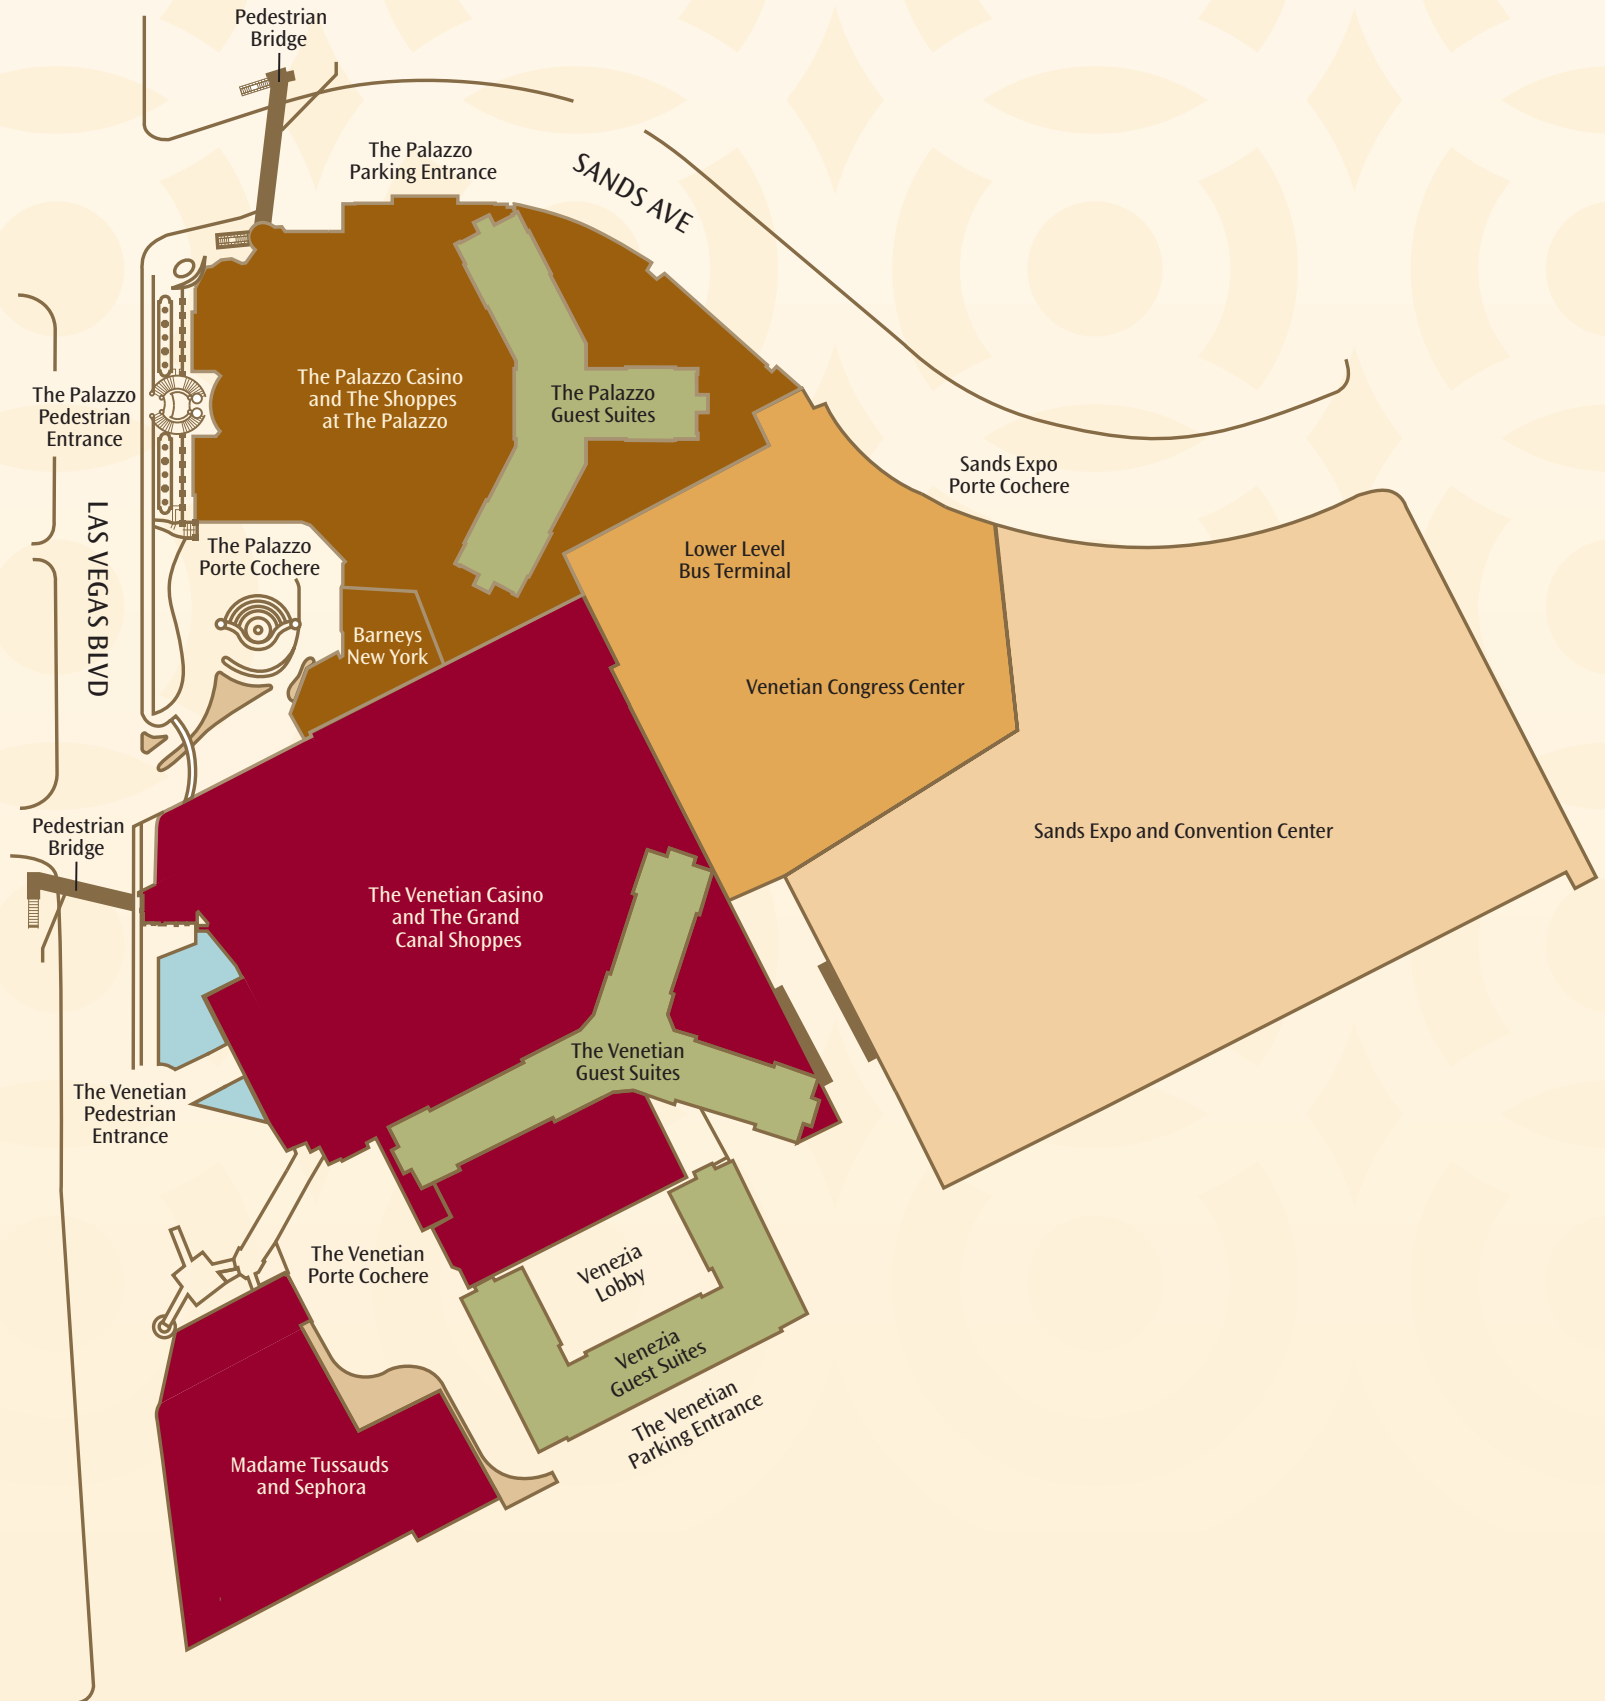 Pedestrian
Bridge
The Palazzo
Parking Entrance
SANDS AVE
The Palazzo
Pedestrian
Entrance
The Palazzo Casino
and The Shoppes
at The Palazzo
The Palazzo
Guest Suites
Sands Expo
Porte Cochere
LAS VEGAS BLVD
The Palazzo
Porte Cochere
Lower Level
Bus Terminal
Barneys
New York
Venetian Congress Center
Pedestrian
Bridge
Sands Expo and Convention Center
The Venetian Casino
and The Grand
Canal Shoppes
The Venetian
Guest Suites
The Venetian
Pedestrian
Entrance
The Venetian
Porte Cochere
Venezia
Lobby
Venezia
Guest Suites
The Venetian
Parking Entrance
Madame Tussauds
and Sephora